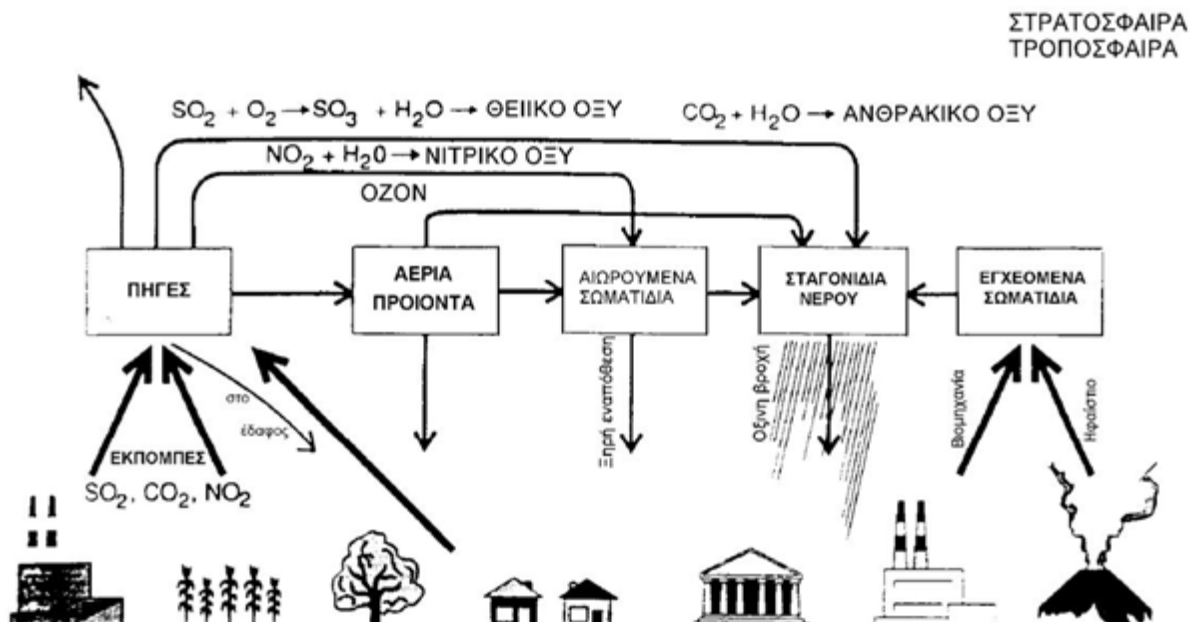 ΣΤΡΑΤΟΣΦΑΙΡΑ
ΤΡΟΠΟΣΦΑΙΡΑ
SO₂ + O₂ → SO₃ + H₂O → ΘΕΙΙΚΟ ΟΞΥ
CO₂ + H₂O → ΑΝΘΡΑΚΙΚΟ ΟΞΥ
NO₂ + H₂0 → ΝΙΤΡΙΚΟ ΟΞΥ
ΟΖΟΝ
ΠΗΓΕΣ
ΑΕΡΙΑ
ΠΡΟΙΟΝΤΑ
ΑΙΩΡΟΥΜΕΝΑ
ΣΩΜΑΤΙΔΙΑ
ΣΤΑΓΟΝΙΔΙΑ
ΝΕΡΟΥ
ΕΓΧΕΟΜΕΝΑ
ΣΩΜΑΤΙΔΙΑ
στο
έδαφος
Ξηρή εναπόθεση
Οξινη βροχή
Βιομηχανία
Ηφαίστιο
ΕΚΠΟΜΠΕΣ
SO₂, CO₂, NO₂